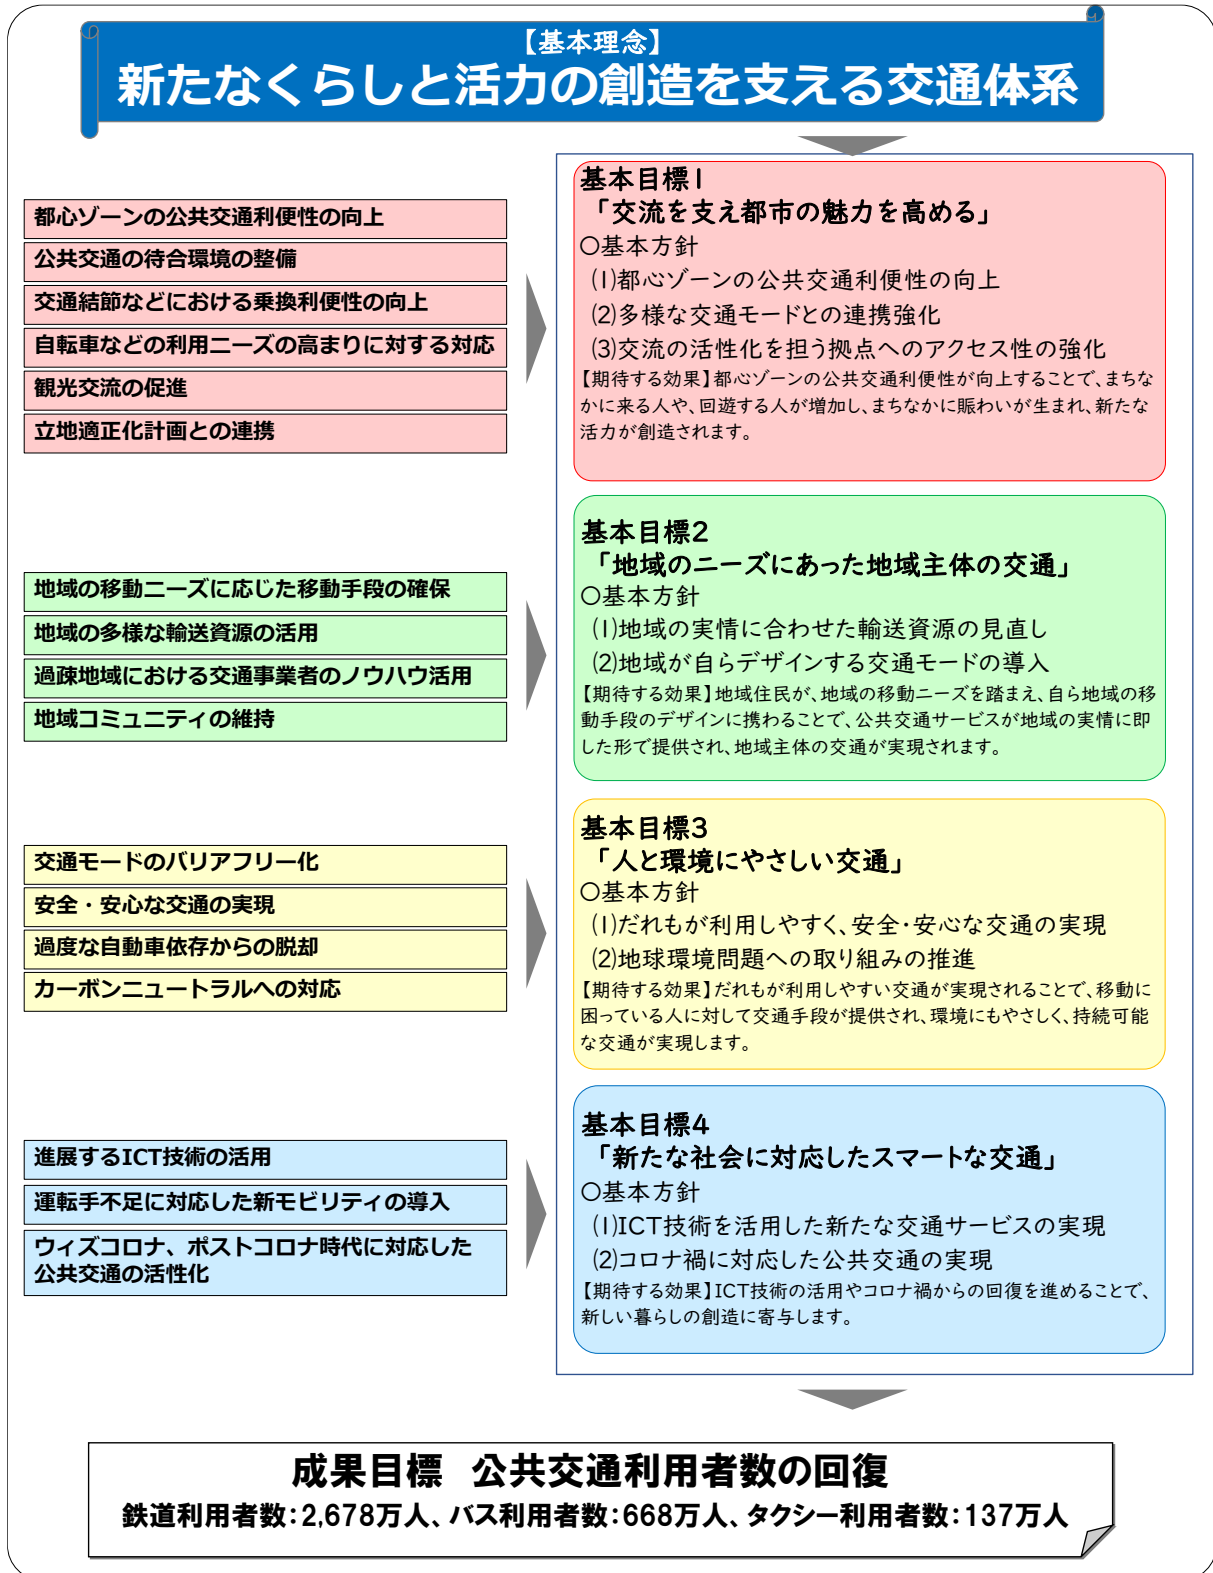 【基本理念】
新たなくらしと活力の創造を支える交通体系
都心ゾーンの公共交通利便性の向上
公共交通の待合環境の整備
交通結節などにおける乗換利便性の向上
自転車などの利用ニーズの高まりに対する対応
観光交流の促進
立地適正化計画との連携
基本目標1
「交流を支え都市の魅力を高める」
○基本方針
(1)都心ゾーンの公共交通利便性の向上
(2)多様な交通モードとの連携強化
(3)交流の活性化を担う拠点へのアクセス性の強化
【期待する効果】都心ゾーンの公共交通利便性が向上することで、まちな
かに来る人や、回遊する人が増加し、まちなかに賑わいが生まれ、新たな
活力が創造されます。
地域の移動ニーズに応じた移動手段の確保
地域の多様な輸送資源の活用
過疎地域における交通事業者のノウハウ活用
地域コミュニティの維持
基本目標2
「地域のニーズにあった地域主体の交通」
○基本方針
(1)地域の実情に合わせた輸送資源の見直し
(2)地域が自らデザインする交通モードの導入
【期待する効果】地域住民が、地域の移動ニーズを踏まえ、自ら地域の移
動手段のデザインに携わることで、公共交通サービスが地域の実情に即
した形で提供され、地域主体の交通が実現されます。
交通モードのバリアフリー化
安全・安心な交通の実現
過度な自動車依存からの脱却
カーボンニュートラルへの対応
基本目標3
「人と環境にやさしい交通」
○基本方針
(1)だれもが利用しやすく、安全・安心な交通の実現
(2)地球環境問題への取り組みの推進
【期待する効果】だれもが利用しやすい交通が実現されることで、移動に
困っている人に対して交通手段が提供され、環境にもやさしく、持続可能
な交通が実現します。
進展するICT技術の活用
運転手不足に対応した新モビリティの導入
ウィズコロナ、ポストコロナ時代に対応した
公共交通の活性化
基本目標4
「新たな社会に対応したスマートな交通」
○基本方針
(1)ICT技術を活用した新たな交通サービスの実現
(2)コロナ禍に対応した公共交通の実現
【期待する効果】ICT技術の活用やコロナ禍からの回復を進めることで、
新しい暮らしの創造に寄与します。
成果目標 公共交通利用者数の回復
鉄道利用者数:2,678万人、バス利用者数:668万人、タクシー利用者数:137万人